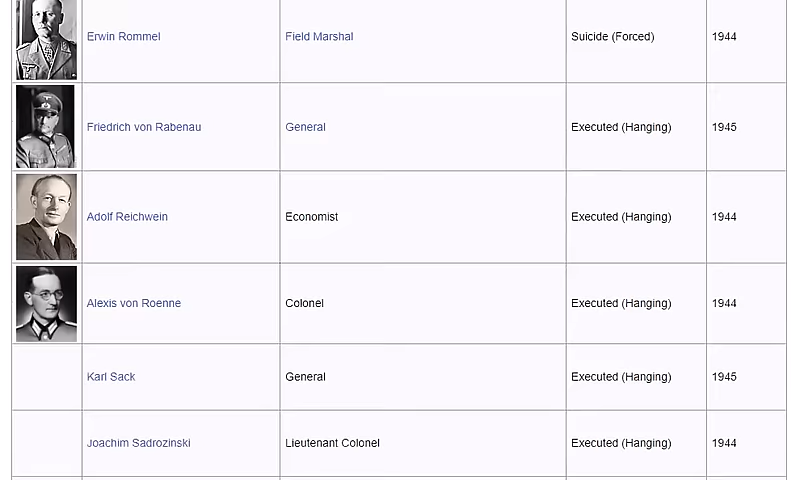 Erwin Rommel Field Marshal Suicide (Forced) 1944
Friedrich von Rabenau General Executed (Hanging) 1945
Adolf Reichwein Economist Executed (Hanging) 1944
Alexis von Roenne Colonel Executed (Hanging) 1944
Karl Sack General Executed (Hanging) 1945
Joachim Sadrozinski Lieutenant Colonel Executed (Hanging) 1944